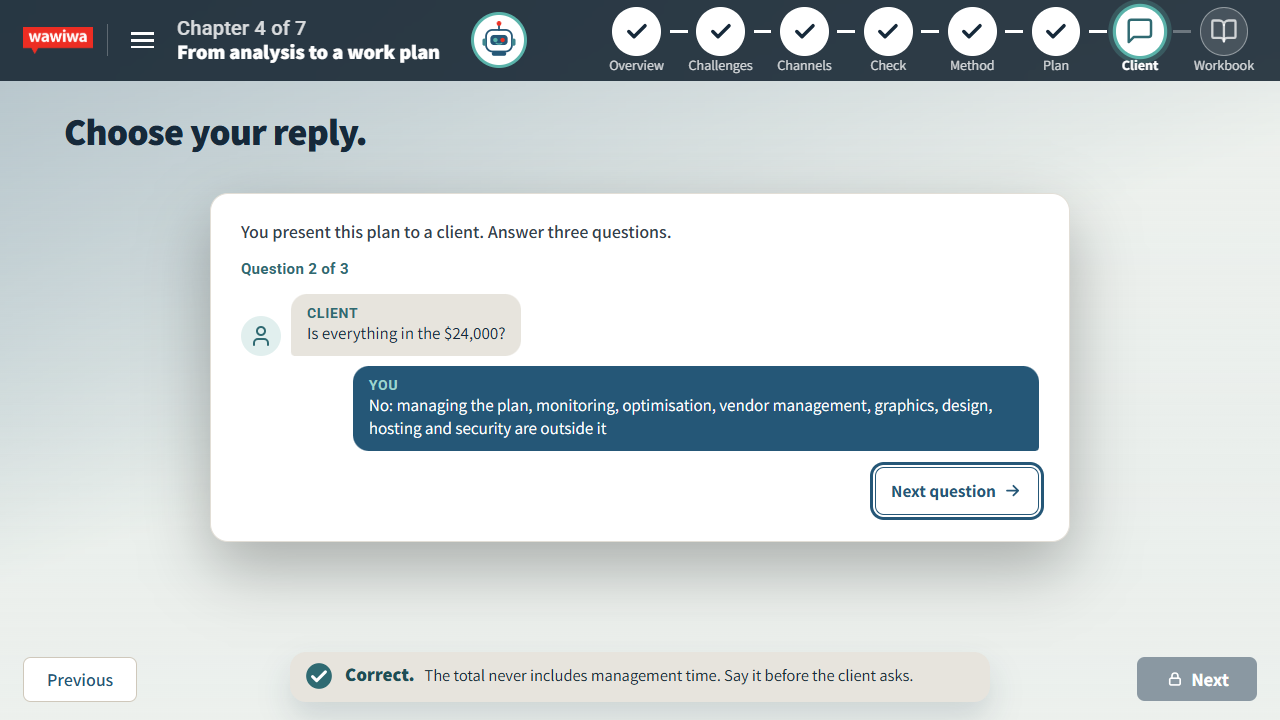 wawiwa
Chapter 4 of 7
From analysis to a work plan
Overview
Challenges
Channels
Check
Method
Plan
Client
Workbook
Choose your reply.
You present this plan to a client. Answer three questions.
Question 2 of 3
CLIENT
Is everything in the $24,000?
YOU
No: managing the plan, monitoring, optimisation, vendor management, graphics, design,
hosting and security are outside it
Next question
Previous
Correct. The total never includes management time. Say it before the client asks.
Next